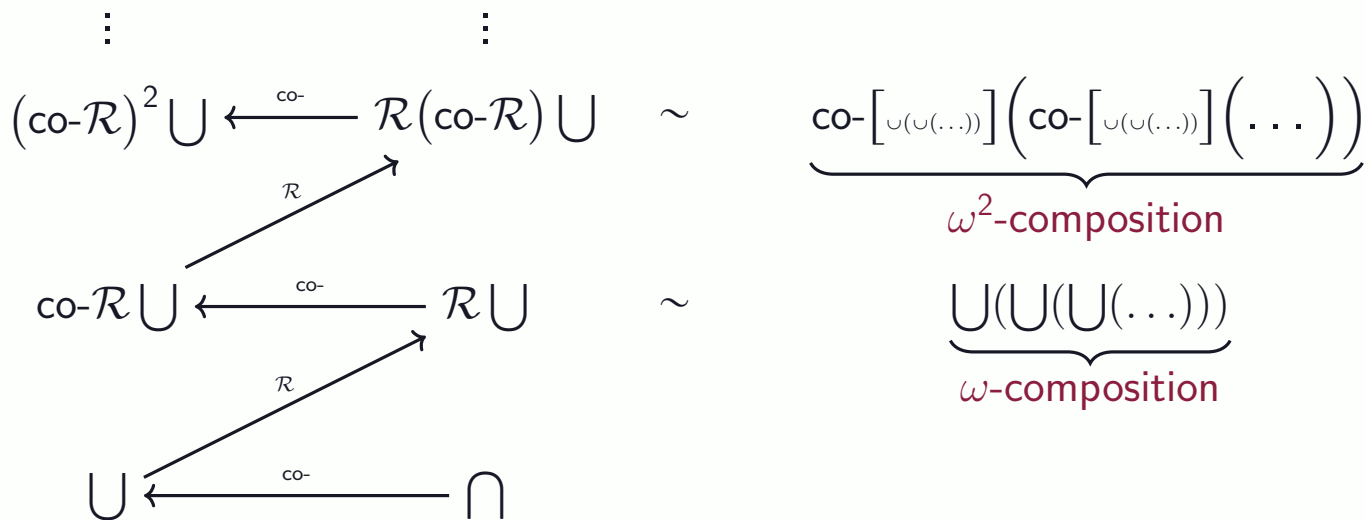 ⋮ ⋮
(co-ℛ)² ⋃ co- ℛ(co-ℛ) ⋃ ∼ co-[∪(∪(...))](co-[∪(∪(...))](...))
ℛ
ω²-composition
co-ℛ ⋃ co- ℛ ⋃ ∼ ⋃(⋃(⋃(...)))
ℛ
ω-composition
⋃ co- ⋂